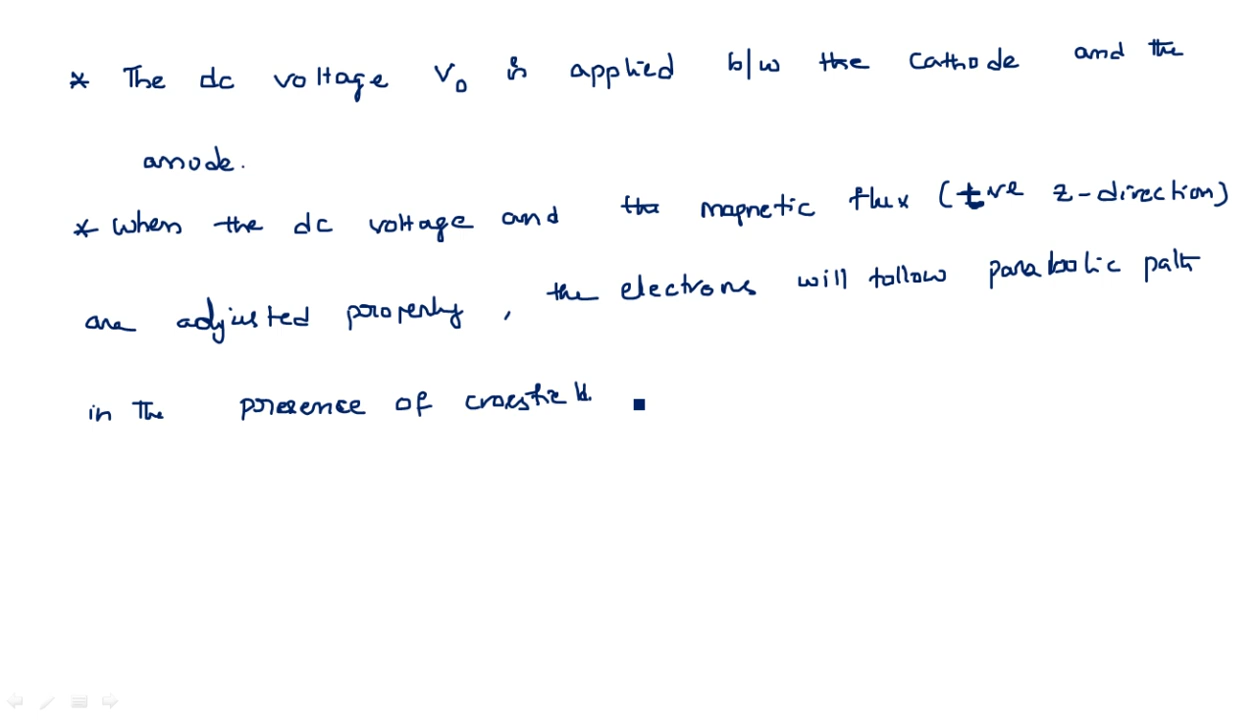 * The dc voltage V₀ is applied b/w the cathode and the
anode.
* When the dc voltage and the magnetic flux (+ve z-direction)
are adjusted properly, the electrons will follow parabolic path
in the presence of crossfield.